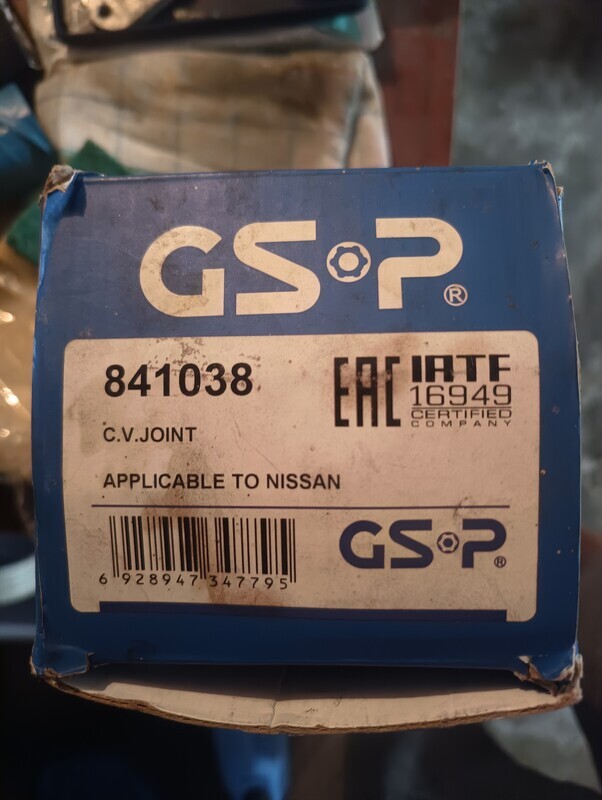 GSP®
841038
EAC
IATF
16949
CERTIFIED
COMPANY
C.V.JOINT
APPLICABLE TO NISSAN
GSP®
6 928947 347795